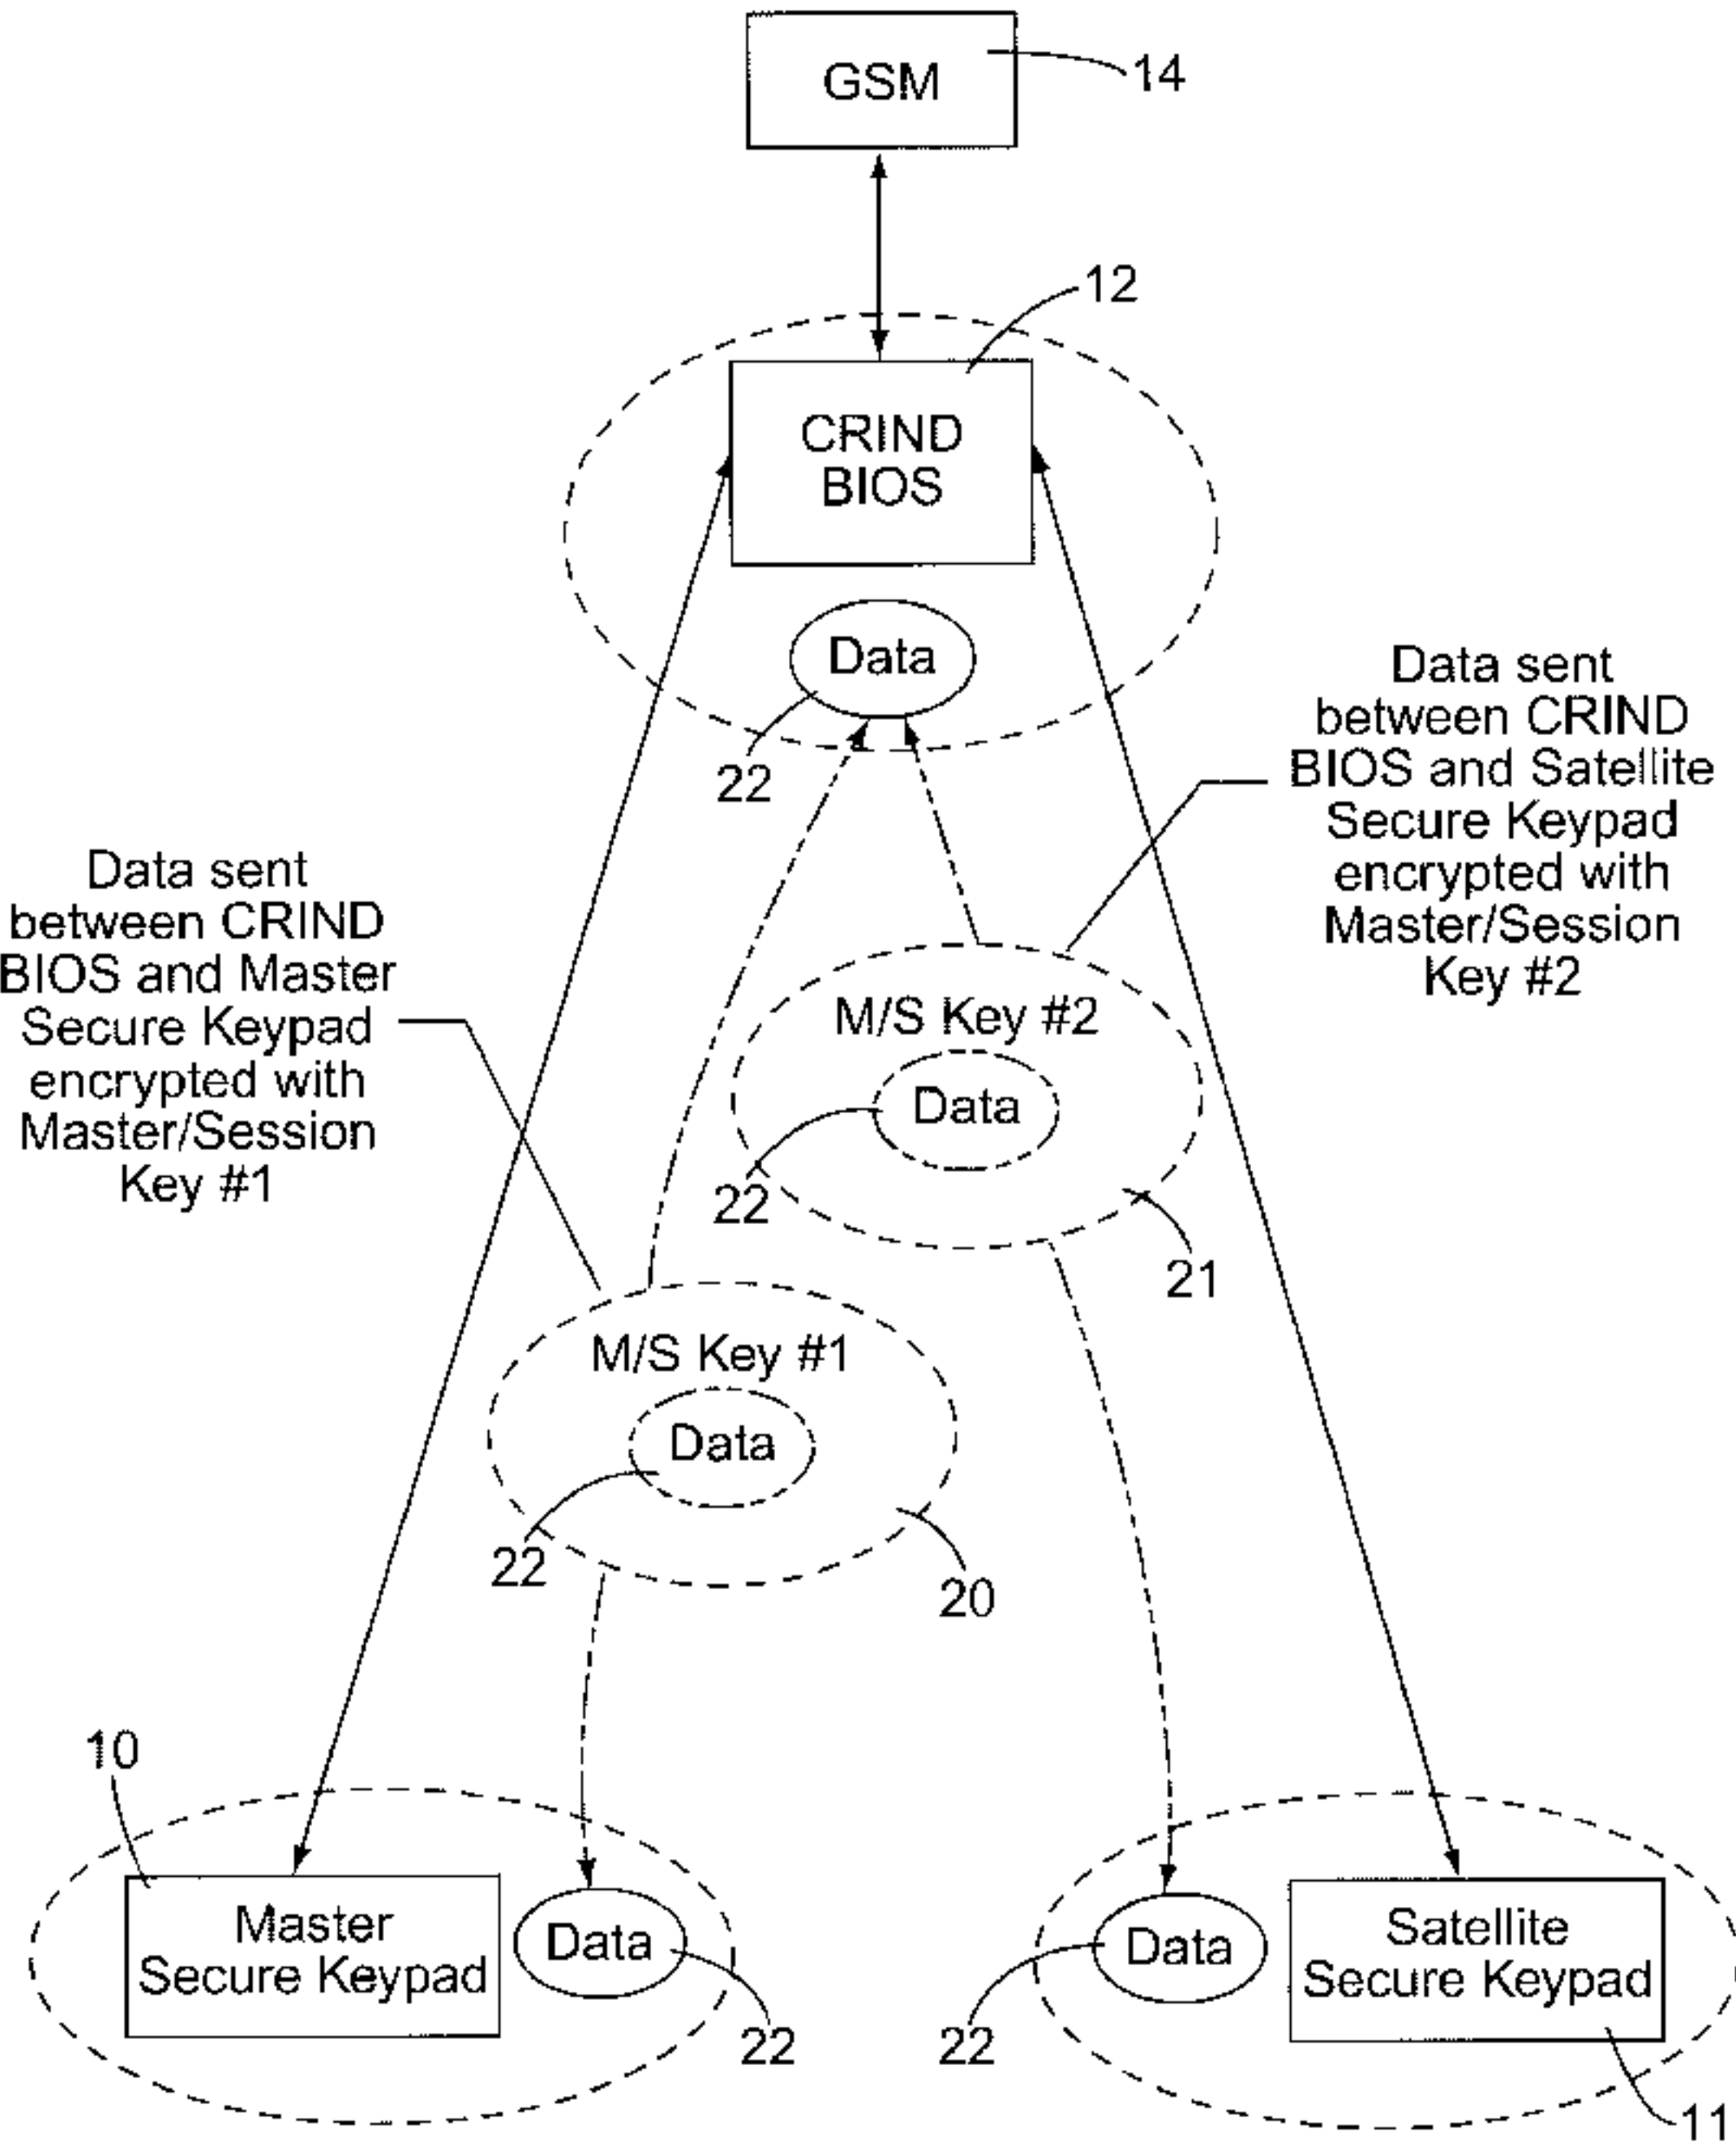 GSM
14
12
CRIND
BIOS
Data
22
Data sent
between CRIND
BIOS and Satellite
Secure Keypad
encrypted with
Master/Session
Key #2
Data sent
between CRIND
BIOS and Master
Secure Keypad
encrypted with
Master/Session
Key #1
M/S Key #2
Data
22
21
M/S Key #1
Data
22
20
10
Master
Secure Keypad
Data
22
Data
22
Satellite
Secure Keypad
11